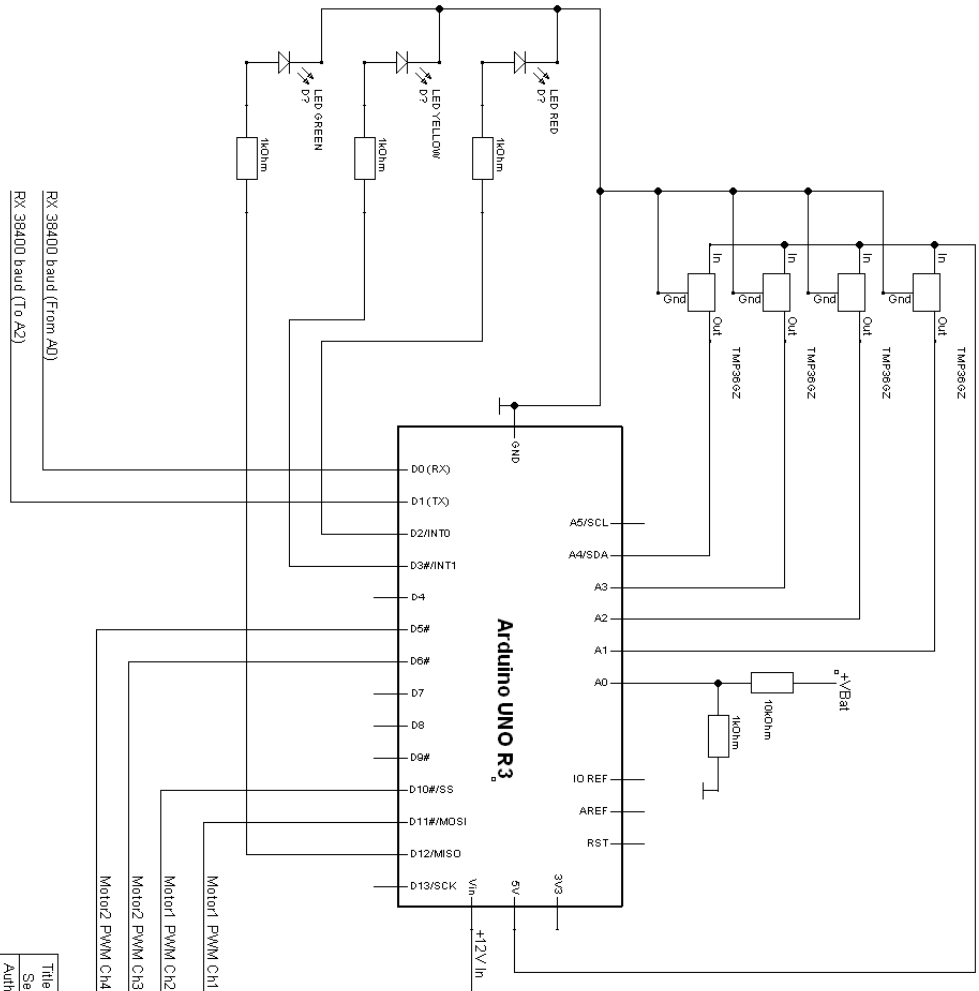 LED GREEN
D?
LED YELLOW
D?
LED RED
D?
1kOhm
1kOhm
1kOhm
RX 38400 baud (From A0)
RX 38400 baud (To A2)
In
Gnd
Out
TMP36GZ
In
Gnd
Out
TMP36GZ
In
Gnd
Out
TMP36GZ
In
Gnd
Out
TMP36GZ
GND
D0 (RX)
D1 (TX)
D2/INT0
D3#/INT1
D4
D5#
D6#
D7
D8
D9#
D10#/SS
D11#/MOSI
D12/MISO
D13/SCK
Arduino UNO R3
A5/SCL
A4/SDA
A3
A2
A1
A0
IO REF
AREF
RST
Vin
5V
3V3
+VBat
10kOhm
1kOhm
+12V In
Motor1 PWM Ch1
Motor1 PWM Ch2
Motor2 PWM Ch3
Motor2 PWM Ch4
Title
Se
Auth